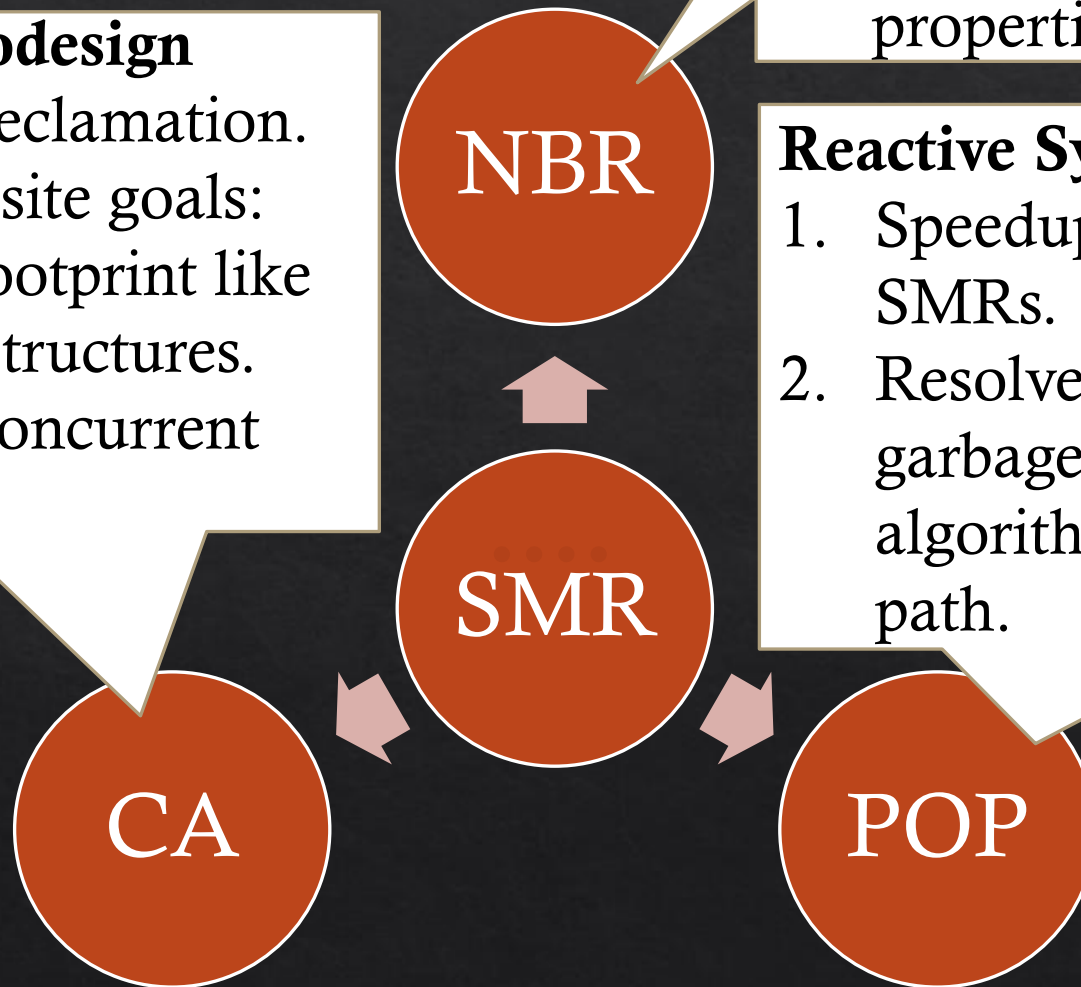 odesign
eclamation.
site goals:
ootprint like
tructures.
oncurrent
NBR
properti
Reactive Sy
1. Speedup
SMRs.
2. Resolve
garbage
algorith
path.
SMR
CA
POP